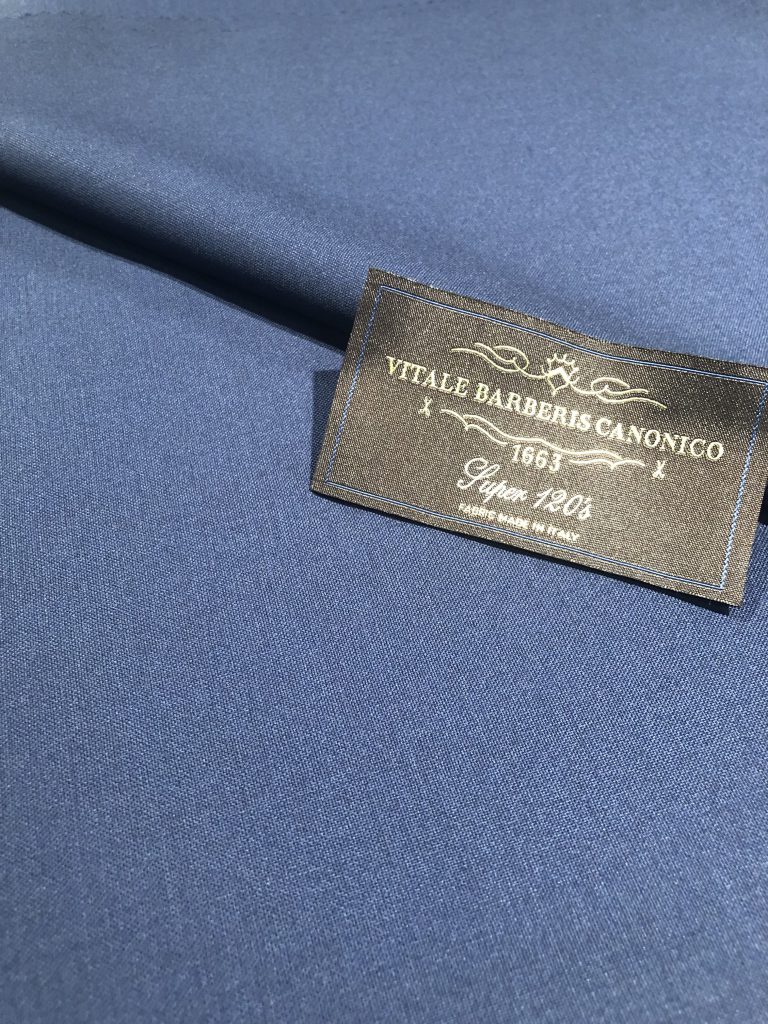 VITALE BARBERIS CANONICO
1663
Super 120's
FABRIC MADE IN ITALY